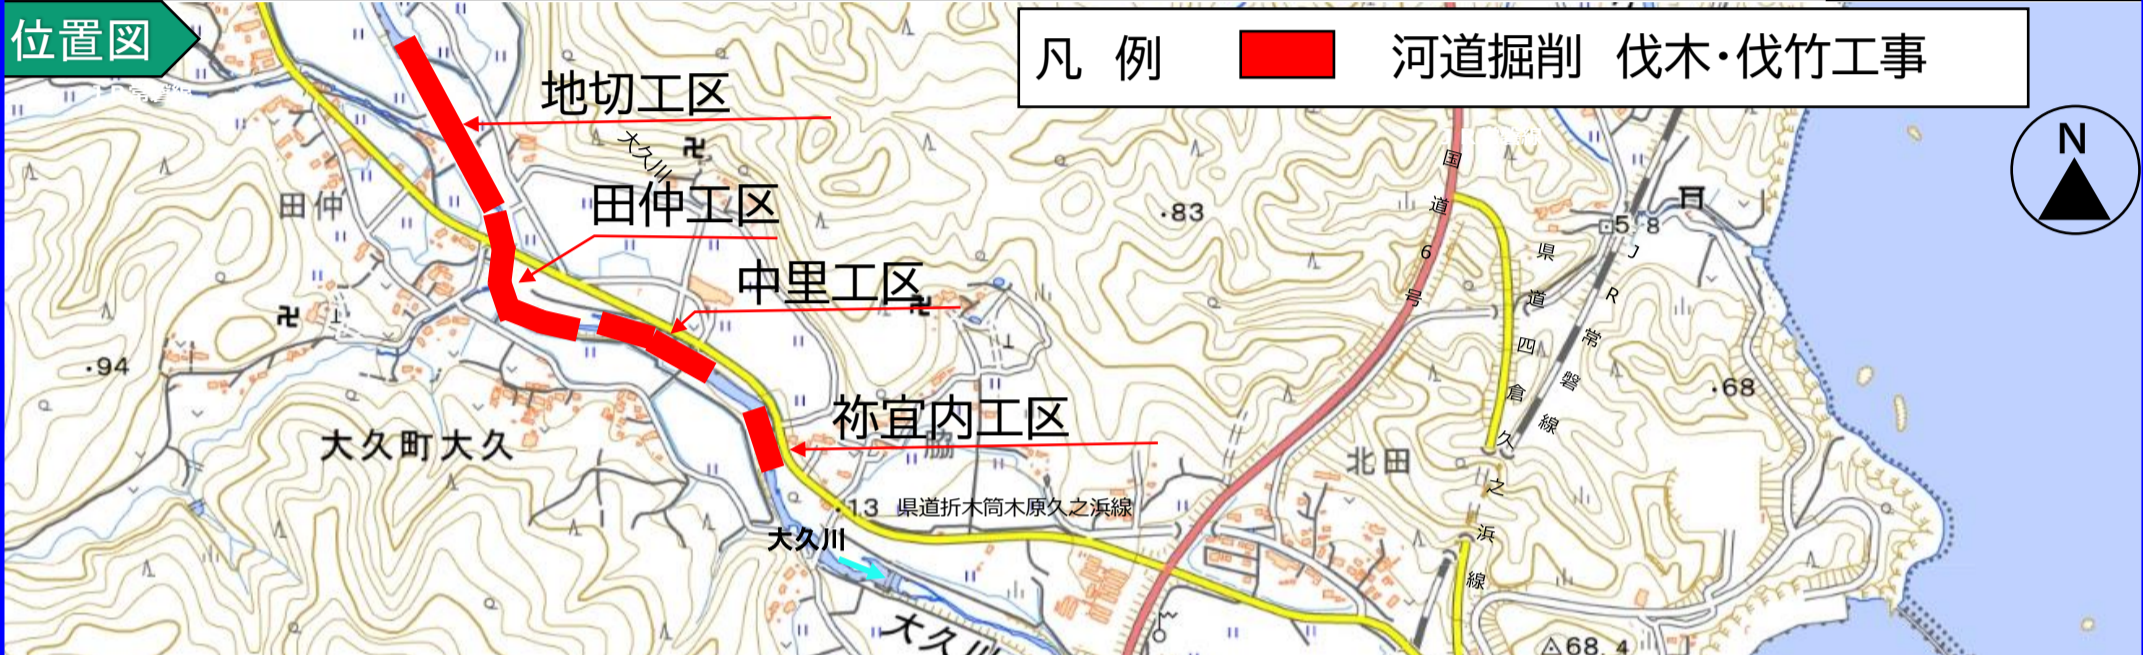 位置図
凡 例 河道掘削 伐木・伐竹工事
N
地切工区
大久川
田仲工区
田仲
中里工区
祢宜内工区
脇
大久町大久
・94
・83
5.8
・68
国道6号
県道四倉久之浜線
JR常磐線
北田
・13
県道折木筒木原久之浜線
大久川
大久川
68.4